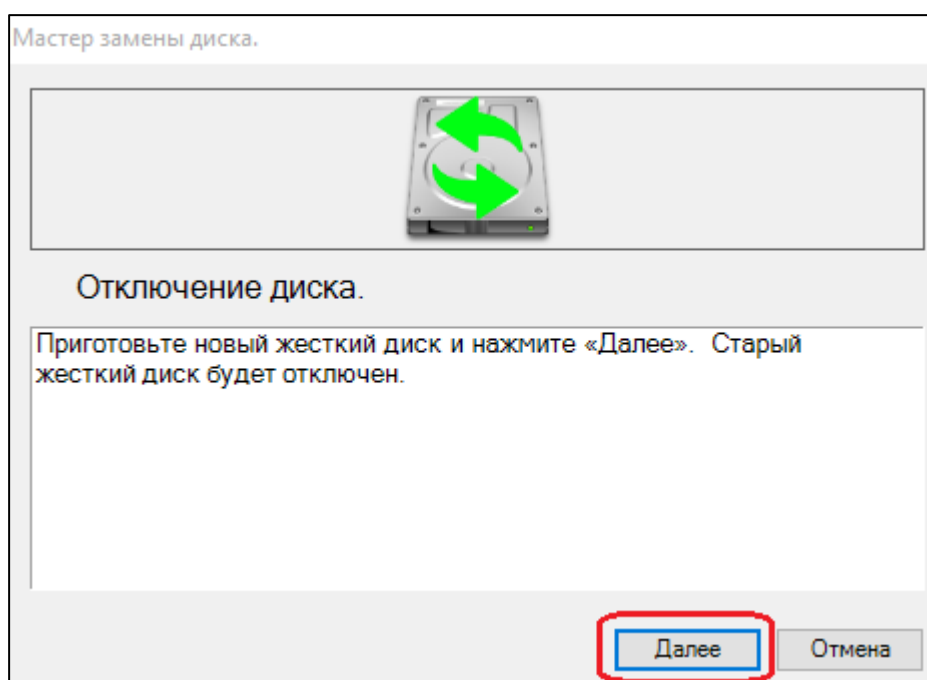 Мастер замены диска.
Отключение диска.
Приготовьте новый жесткий диск и нажмите «Далее».  Старый
жесткий диск будет отключен.
Далее
Отмена